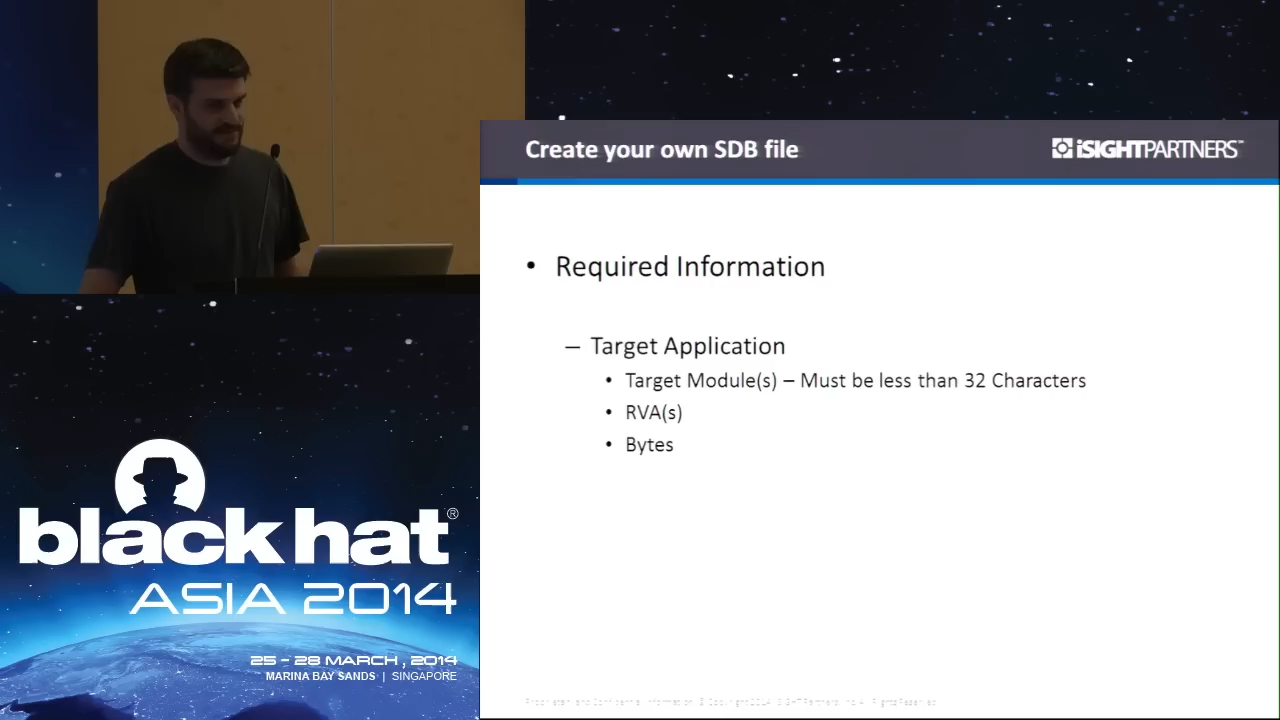 Create your own SDB file
iSIGHTPARTNERS
• Required Information
– Target Application
• Target Module(s) – Must be less than 32 Characters
• RVA(s)
• Bytes
black hat®
ASIA 2014
25 - 28 MARCH, 2014
MARINA BAY SANDS | SINGAPORE